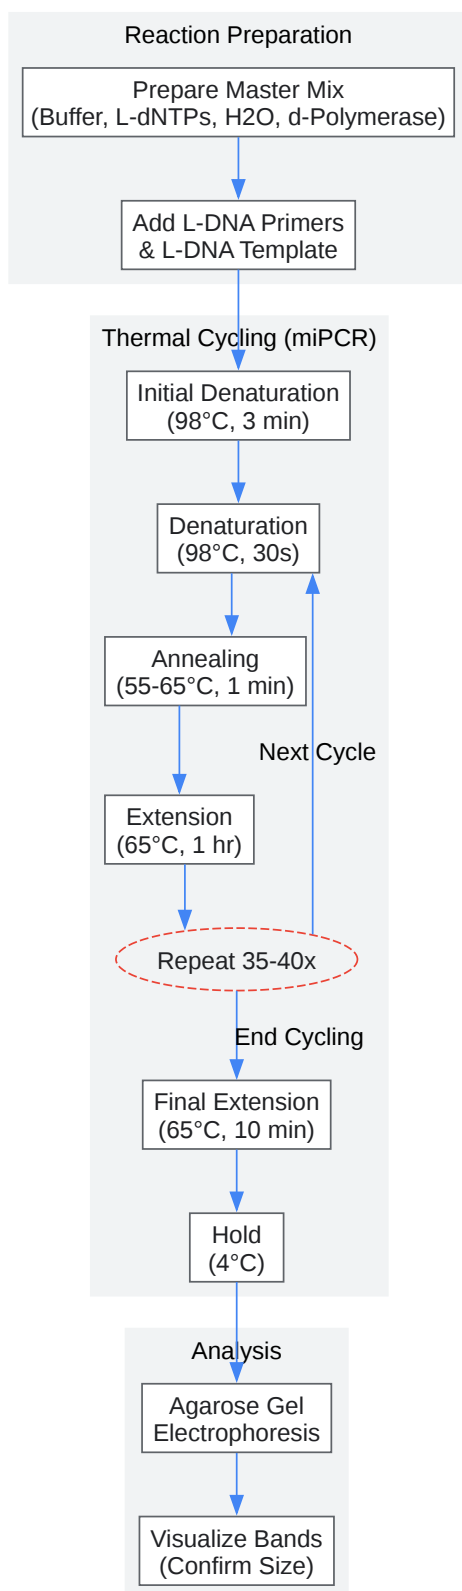 Reaction Preparation
Prepare Master Mix
(Buffer, L-dNTPs, H2O, d-Polymerase)
Add L-DNA Primers
& L-DNA Template
Thermal Cycling (miPCR)
Initial Denaturation
(98°C, 3 min)
Denaturation
(98°C, 30s)
Annealing
(55-65°C, 1 min)
Next Cycle
Extension
(65°C, 1 hr)
Repeat 35-40x
End Cycling
Final Extension
(65°C, 10 min)
Hold
(4°C)
Analysis
Agarose Gel
Electrophoresis
Visualize Bands
(Confirm Size)